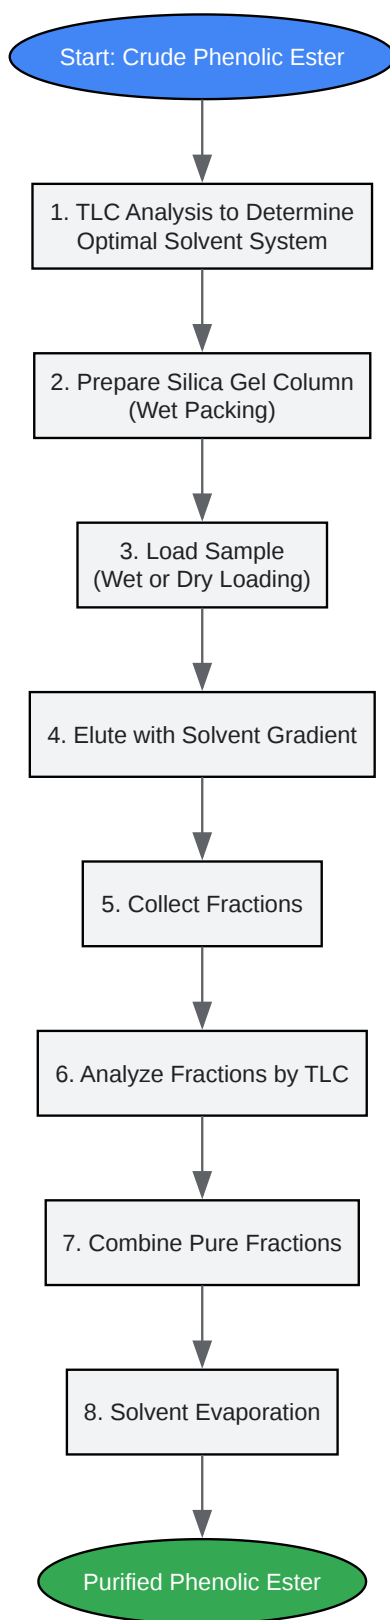 Start: Crude Phenolic Ester
1. TLC Analysis to Determine
Optimal Solvent System
2. Prepare Silica Gel Column
(Wet Packing)
3. Load Sample
(Wet or Dry Loading)
4. Elute with Solvent Gradient
5. Collect Fractions
6. Analyze Fractions by TLC
7. Combine Pure Fractions
8. Solvent Evaporation
Purified Phenolic Ester